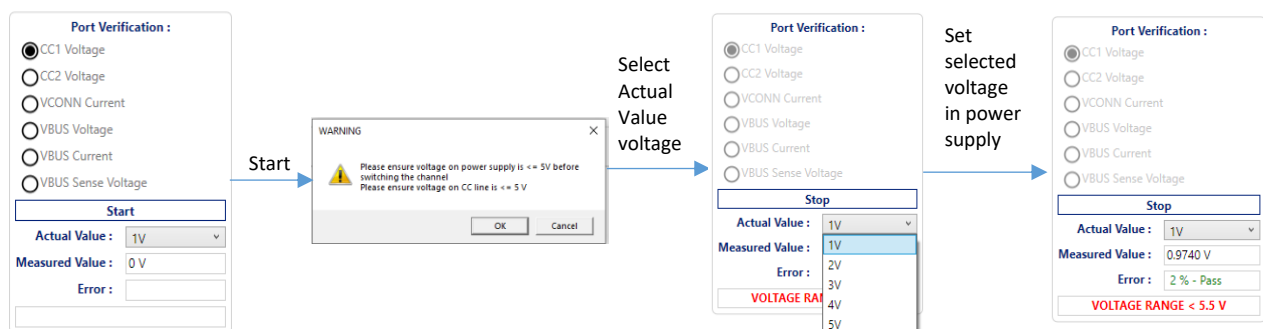 Port Verification :
CC1 Voltage
CC2 Voltage
VCONN Current
VBUS Voltage
VBUS Current
VBUS Sense Voltage
Start
Actual Value : 1V
Measured Value : 0 V
Error :
Start
WARNING
Please ensure voltage on power supply is <= 5V before
switching the channel
Please ensure voltage on CC line is <= 5 V
OK Cancel
Select
Actual
Value
voltage
Port Verification :
CC1 Voltage
CC2 Voltage
VCONN Current
VBUS Voltage
VBUS Current
VBUS Sense Voltage
Stop
Actual Value : 1V
Measured Value : 1V
2V
Error :
3V
VOLTAGE RA
4V
5V
Set
selected
voltage
in power
supply
Port Verification :
CC1 Voltage
CC2 Voltage
VCONN Current
VBUS Voltage
VBUS Current
VBUS Sense Voltage
Stop
Actual Value : 1V
Measured Value : 0.9740 V
Error : 2 % - Pass
VOLTAGE RANGE < 5.5 V